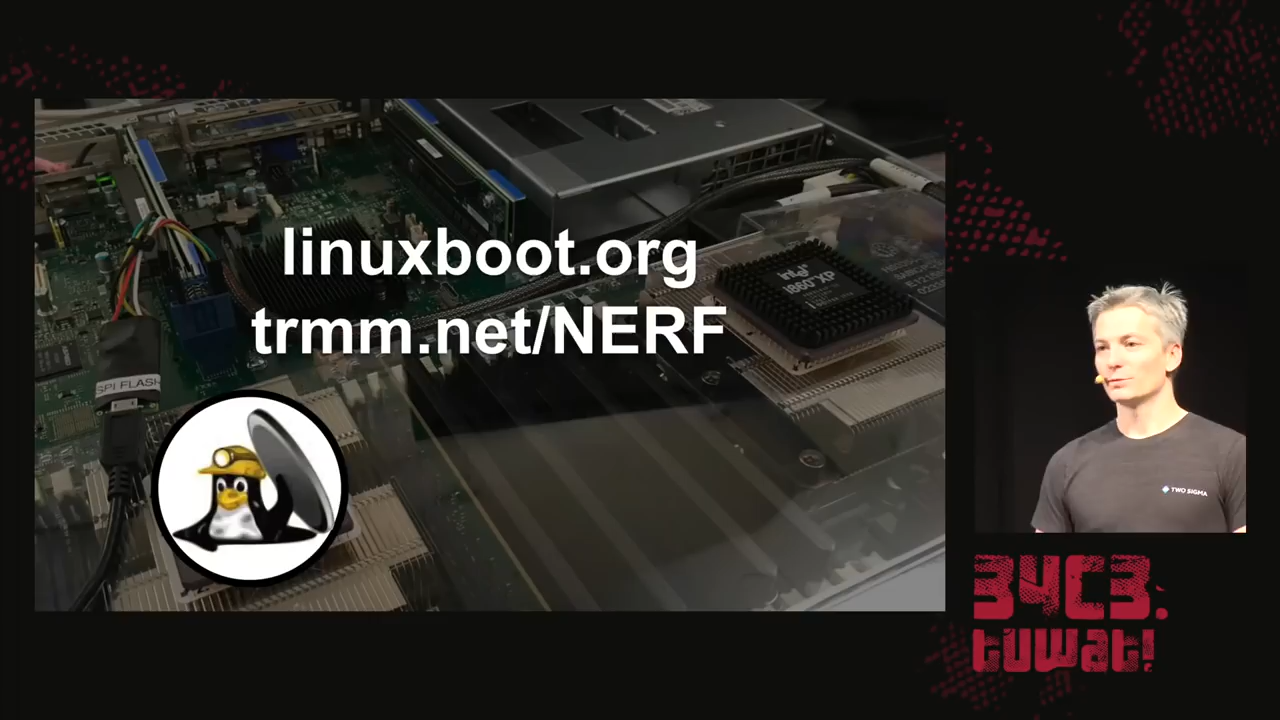 linuxboot.org
trmm.net/NERF
SPI FLASH
intel
i860 XP
TWO SIGMA
34C3.
tuwat!